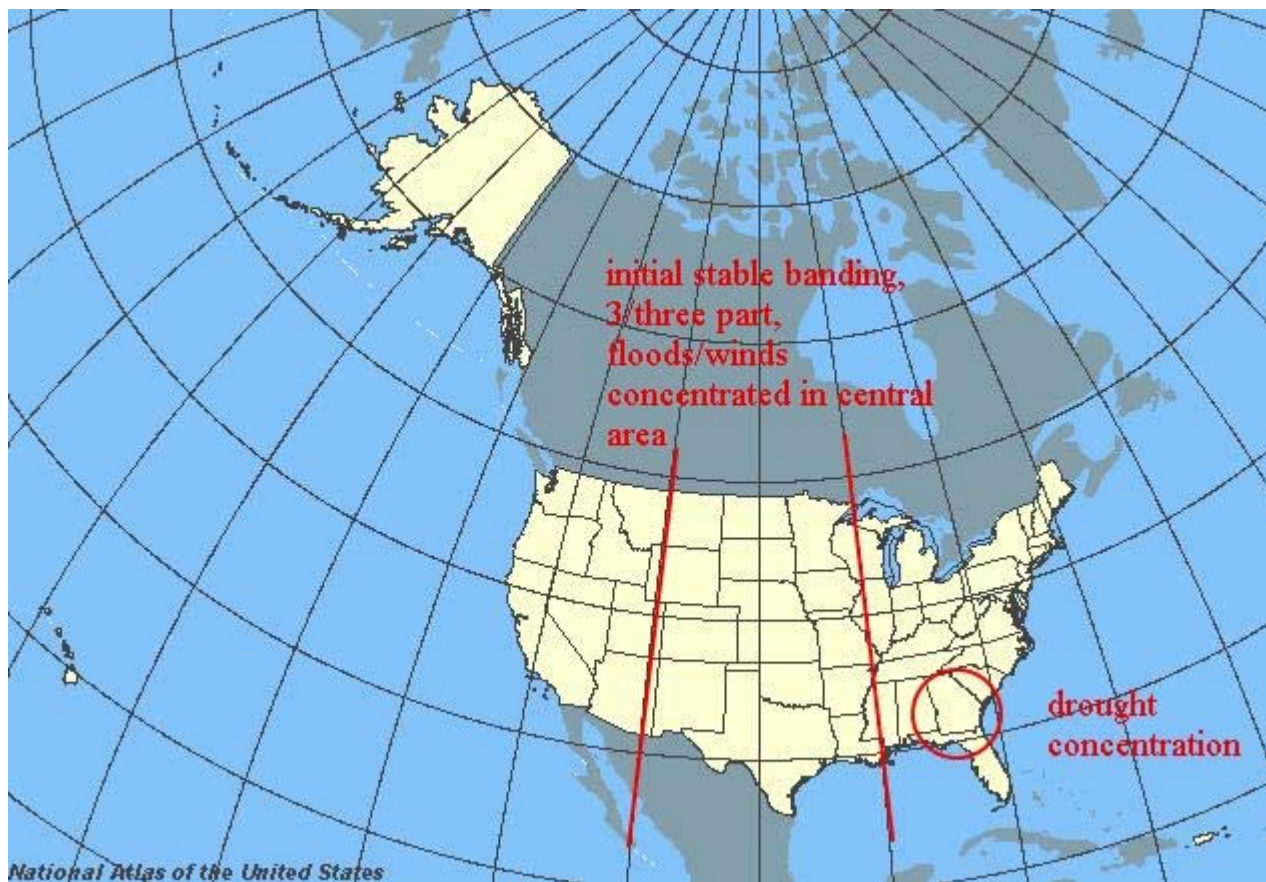 initial stable banding,
3/three part,
floods/winds
concentrated in central
area
drought
concentration
National Atlas of the United States